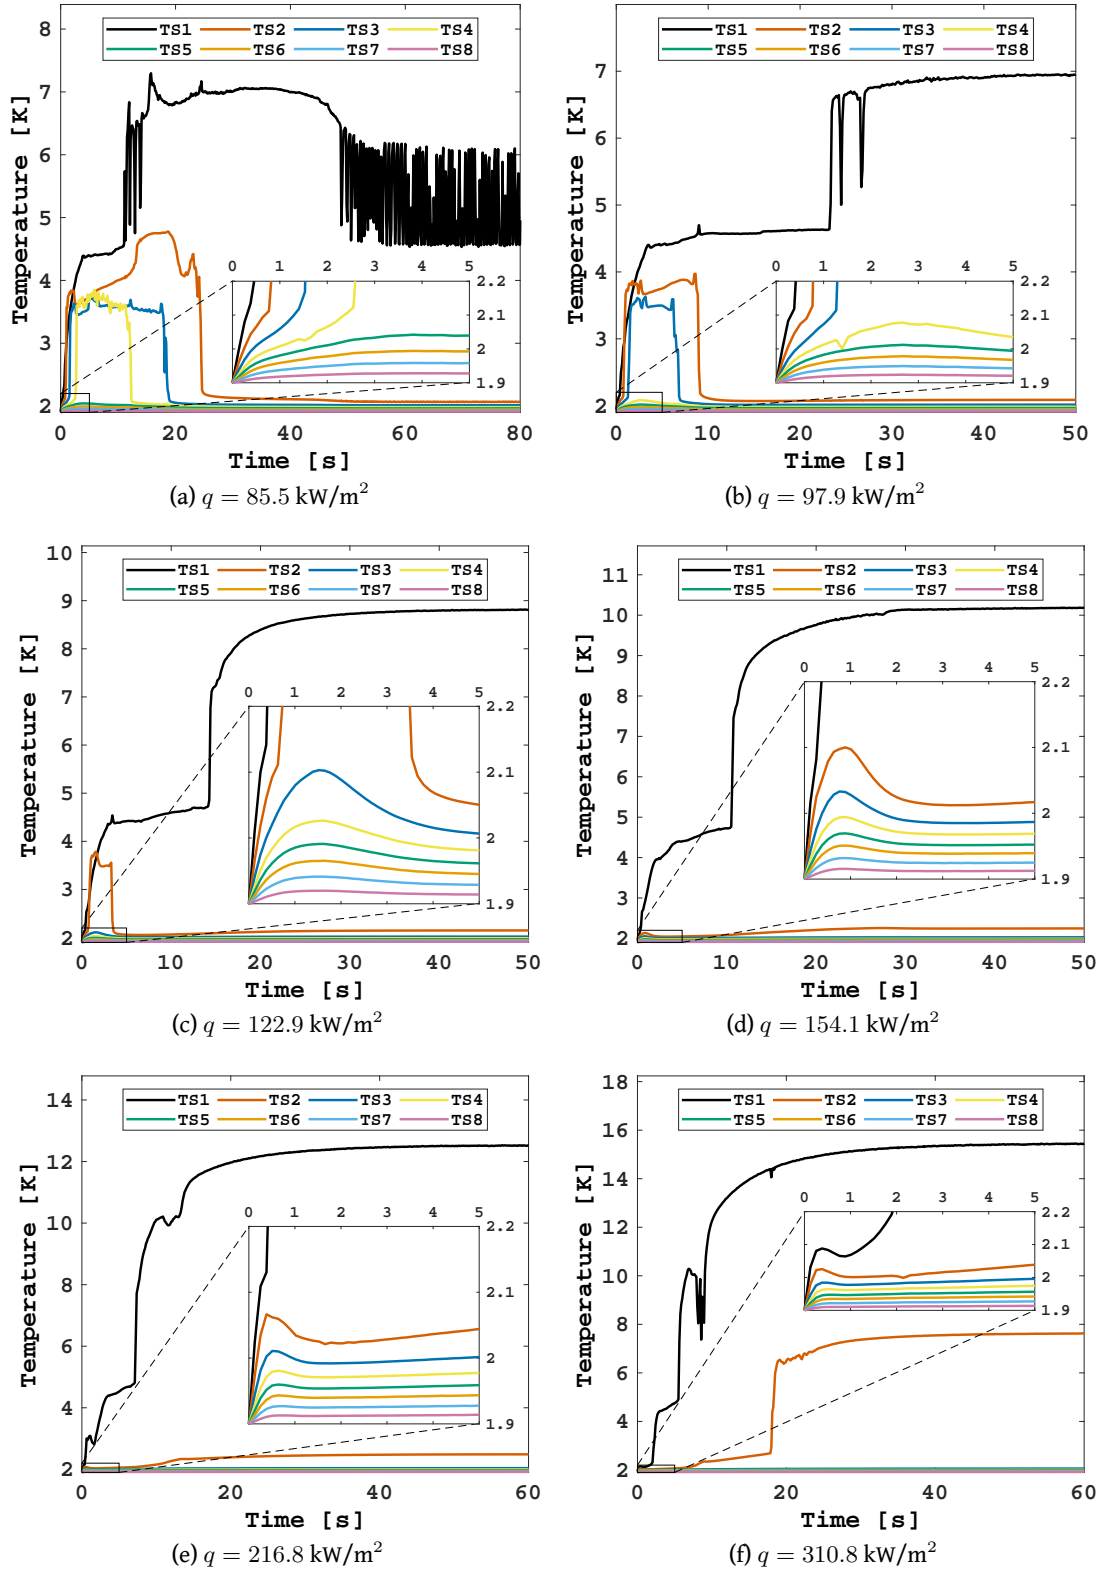 TS1 TS2 TS3 TS4
TS5 TS6 TS7 TS8
Temperature [K]
8
7
6
5
4
3
2
0 1 2 3 4 5
2.2
2.1
2
1.9
0 20 40 60 80
Time [s]
(a) q = 85.5 kW/m²
TS1 TS2 TS3 TS4
TS5 TS6 TS7 TS8
Temperature [K]
7
6
5
4
3
2
0 1 2 3 4 5
2.2
2.1
2
1.9
0 10 20 30 40 50
Time [s]
(b) q = 97.9 kW/m²
TS1 TS2 TS3 TS4
TS5 TS6 TS7 TS8
Temperature [K]
10
9
8
7
6
5
4
3
2
0 1 2 3 4 5
2.2
2.1
2
1.9
0 10 20 30 40 50
Time [s]
(c) q = 122.9 kW/m²
TS1 TS2 TS3 TS4
TS5 TS6 TS7 TS8
Temperature [K]
11
10
9
8
7
6
5
4
3
2
0 1 2 3 4 5
2.2
2.1
2
1.9
0 10 20 30 40 50
Time [s]
(d) q = 154.1 kW/m²
TS1 TS2 TS3 TS4
TS5 TS6 TS7 TS8
Temperature [K]
14
12
10
8
6
4
2
0 1 2 3 4 5
2.2
2.1
2
1.9
0 20 40 60
Time [s]
(e) q = 216.8 kW/m²
TS1 TS2 TS3 TS4
TS5 TS6 TS7 TS8
Temperature [K]
18
16
14
12
10
8
6
4
2
0 1 2 3 4 5
2.2
2.1
2
1.9
0 20 40 60
Time [s]
(f) q = 310.8 kW/m²